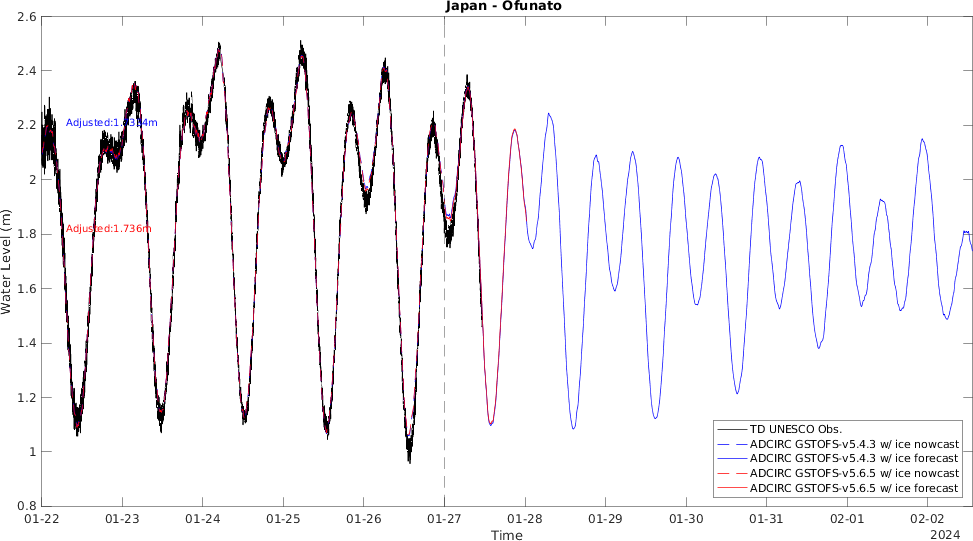 Japan - Ofunato
2.6
2.4
2.2
2
1.8
1.6
1.4
1.2
1
0.8
Water Level (m)
Adjusted:1.736m
01-22
01-23
01-24
01-25
01-26
01-27
01-28
01-29
01-30
01-31
02-01
02-02
2024
Time
TD UNESCO Obs.
ADCIRC GSTOFS-v5.4.3 w/ ice nowcast
ADCIRC GSTOFS-v5.4.3 w/ ice forecast
ADCIRC GSTOFS-v5.6.5 w/ ice nowcast
ADCIRC GSTOFS-v5.6.5 w/ ice forecast